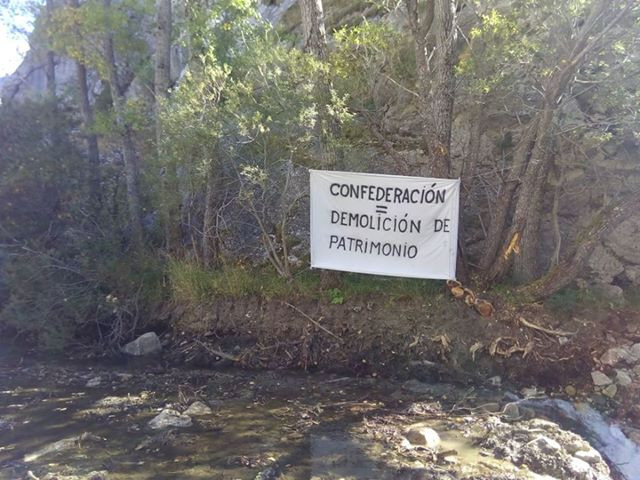 CONFEDERACIÓN
=
DEMOLICIÓN DE
PATRIMONIO